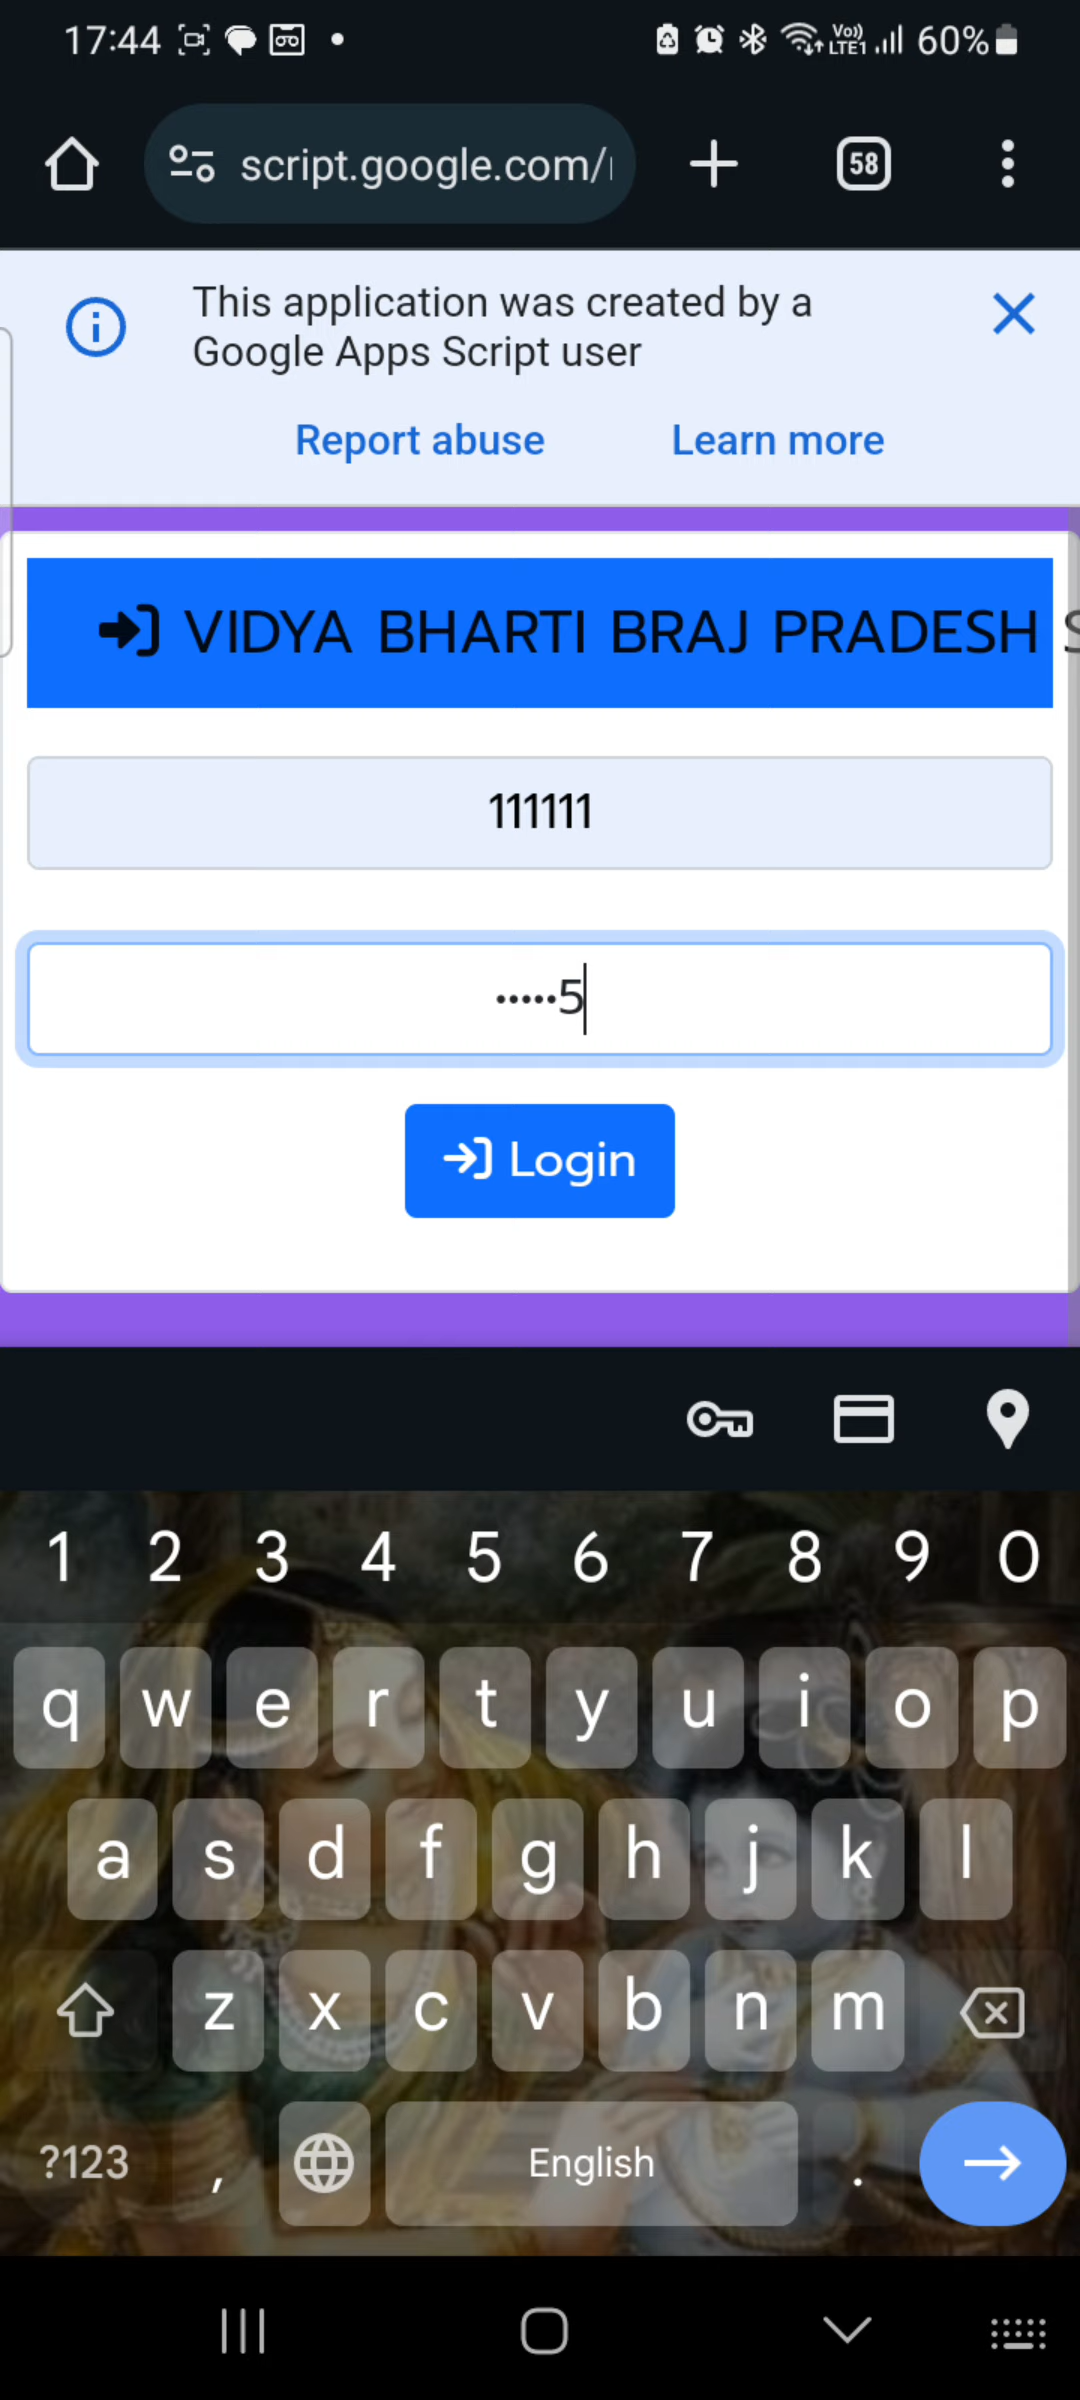 17:44 Vo)) LTE1 60%
script.google.com/ 58
This application was created by a
Google Apps Script user
Report abuse Learn more
VIDYA BHARTI BRAJ PRADESH S
111111
•••••5
Login
1 2 3 4 5 6 7 8 9 0
q w e r t y u i o p
a s d f g h j k l
z x c v b n m
?123 , English .